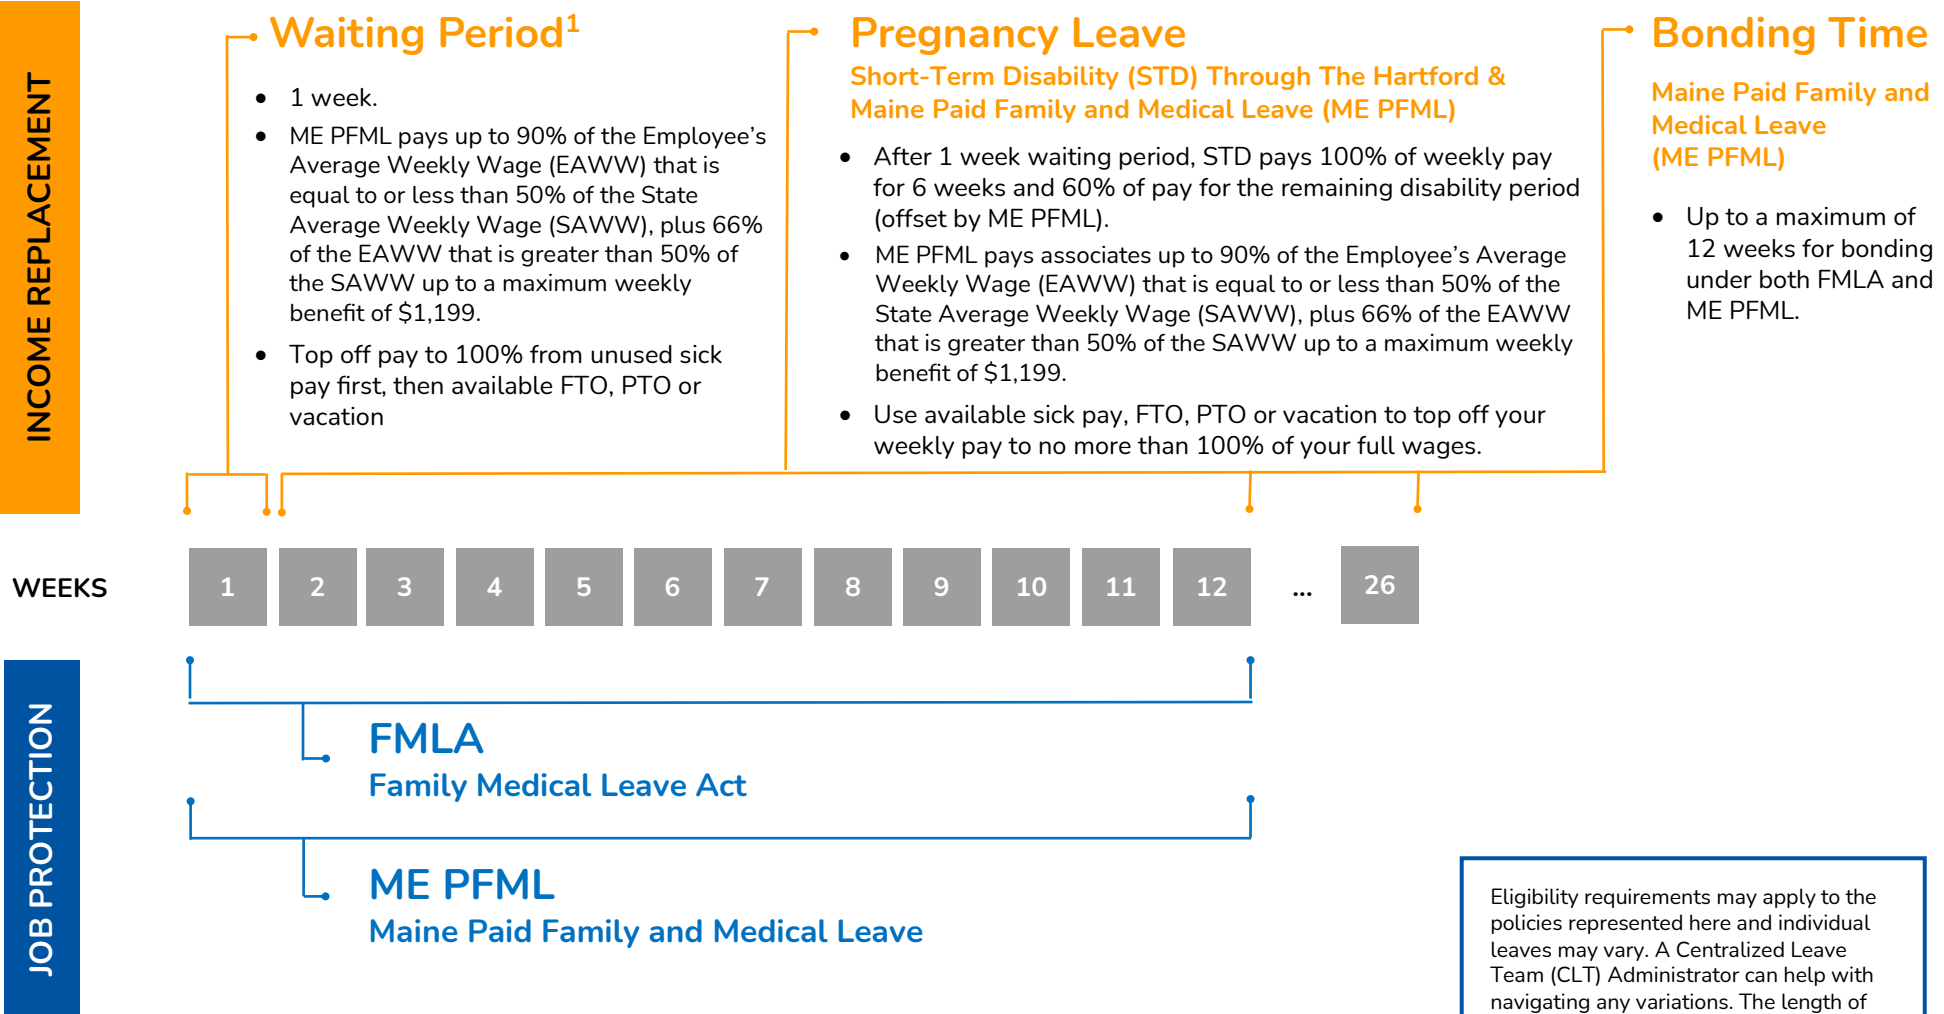 INCOME REPLACEMENT
Waiting Period1
• 1 week.
• ME PFML pays up to 90% of the Employee’s
Average Weekly Wage (EAWW) that is
equal to or less than 50% of the State
Average Weekly Wage (SAWW), plus 66%
of the EAWW that is greater than 50% of
the SAWW up to a maximum weekly
benefit of $1,199.
• Top off pay to 100% from unused sick
pay first, then available FTO, PTO or
vacation
Pregnancy Leave
Short-Term Disability (STD) Through The Hartford &
Maine Paid Family and Medical Leave (ME PFML)
• After 1 week waiting period, STD pays 100% of weekly pay
for 6 weeks and 60% of pay for the remaining disability period
(offset by ME PFML).
• ME PFML pays associates up to 90% of the Employee’s Average
Weekly Wage (EAWW) that is equal to or less than 50% of the
State Average Weekly Wage (SAWW), plus 66% of the EAWW
that is greater than 50% of the SAWW up to a maximum weekly
benefit of $1,199.
• Use available sick pay, FTO, PTO or vacation to top off your
weekly pay to no more than 100% of your full wages.
Bonding Time
Maine Paid Family and
Medical Leave
(ME PFML)
• Up to a maximum of
12 weeks for bonding
under both FMLA and
ME PFML.
WEEKS 1 2 3 4 5 6 7 8 9 10 11 12 ... 26
JOB PROTECTION
FMLA
Family Medical Leave Act
ME PFML
Maine Paid Family and Medical Leave
Eligibility requirements may apply to the
policies represented here and individual
leaves may vary. A Centralized Leave
Team (CLT) Administrator can help with
navigating any variations. The length of